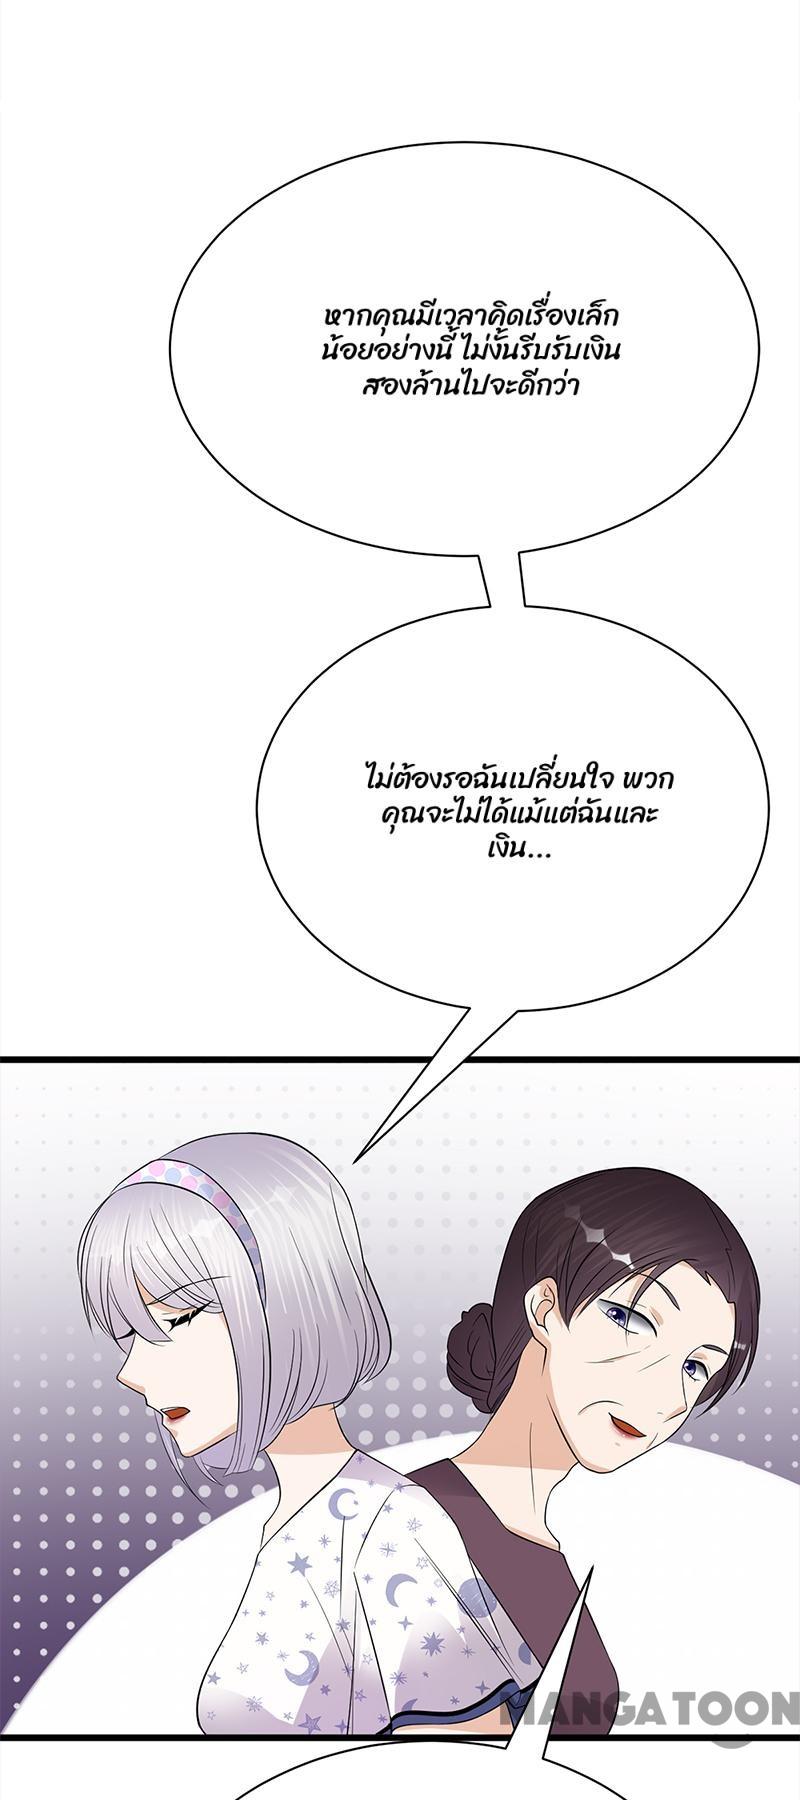 หากคุณมีเวลาคิดเรื่องเล็ก
น้อยอย่างนี้ ไม่งั้นรีบรับเงิน
สองล้านไปจะดีกว่า
ไม่ต้องรอฉันเปลี่ยนใจ พวก
คุณจะไม่ได้แม้แต่ฉันและ
เงิน...
MANGATOON